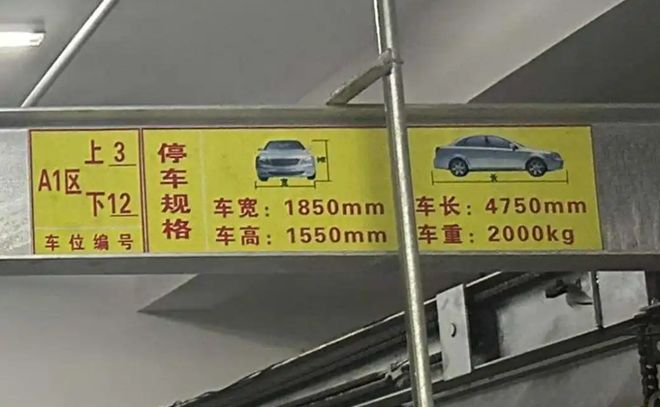 上 3
A1区
下12
车位编号
停车规格
高
宽
长
车宽：1850mm
车高：1550mm
车长：4750mm
车重：2000kg